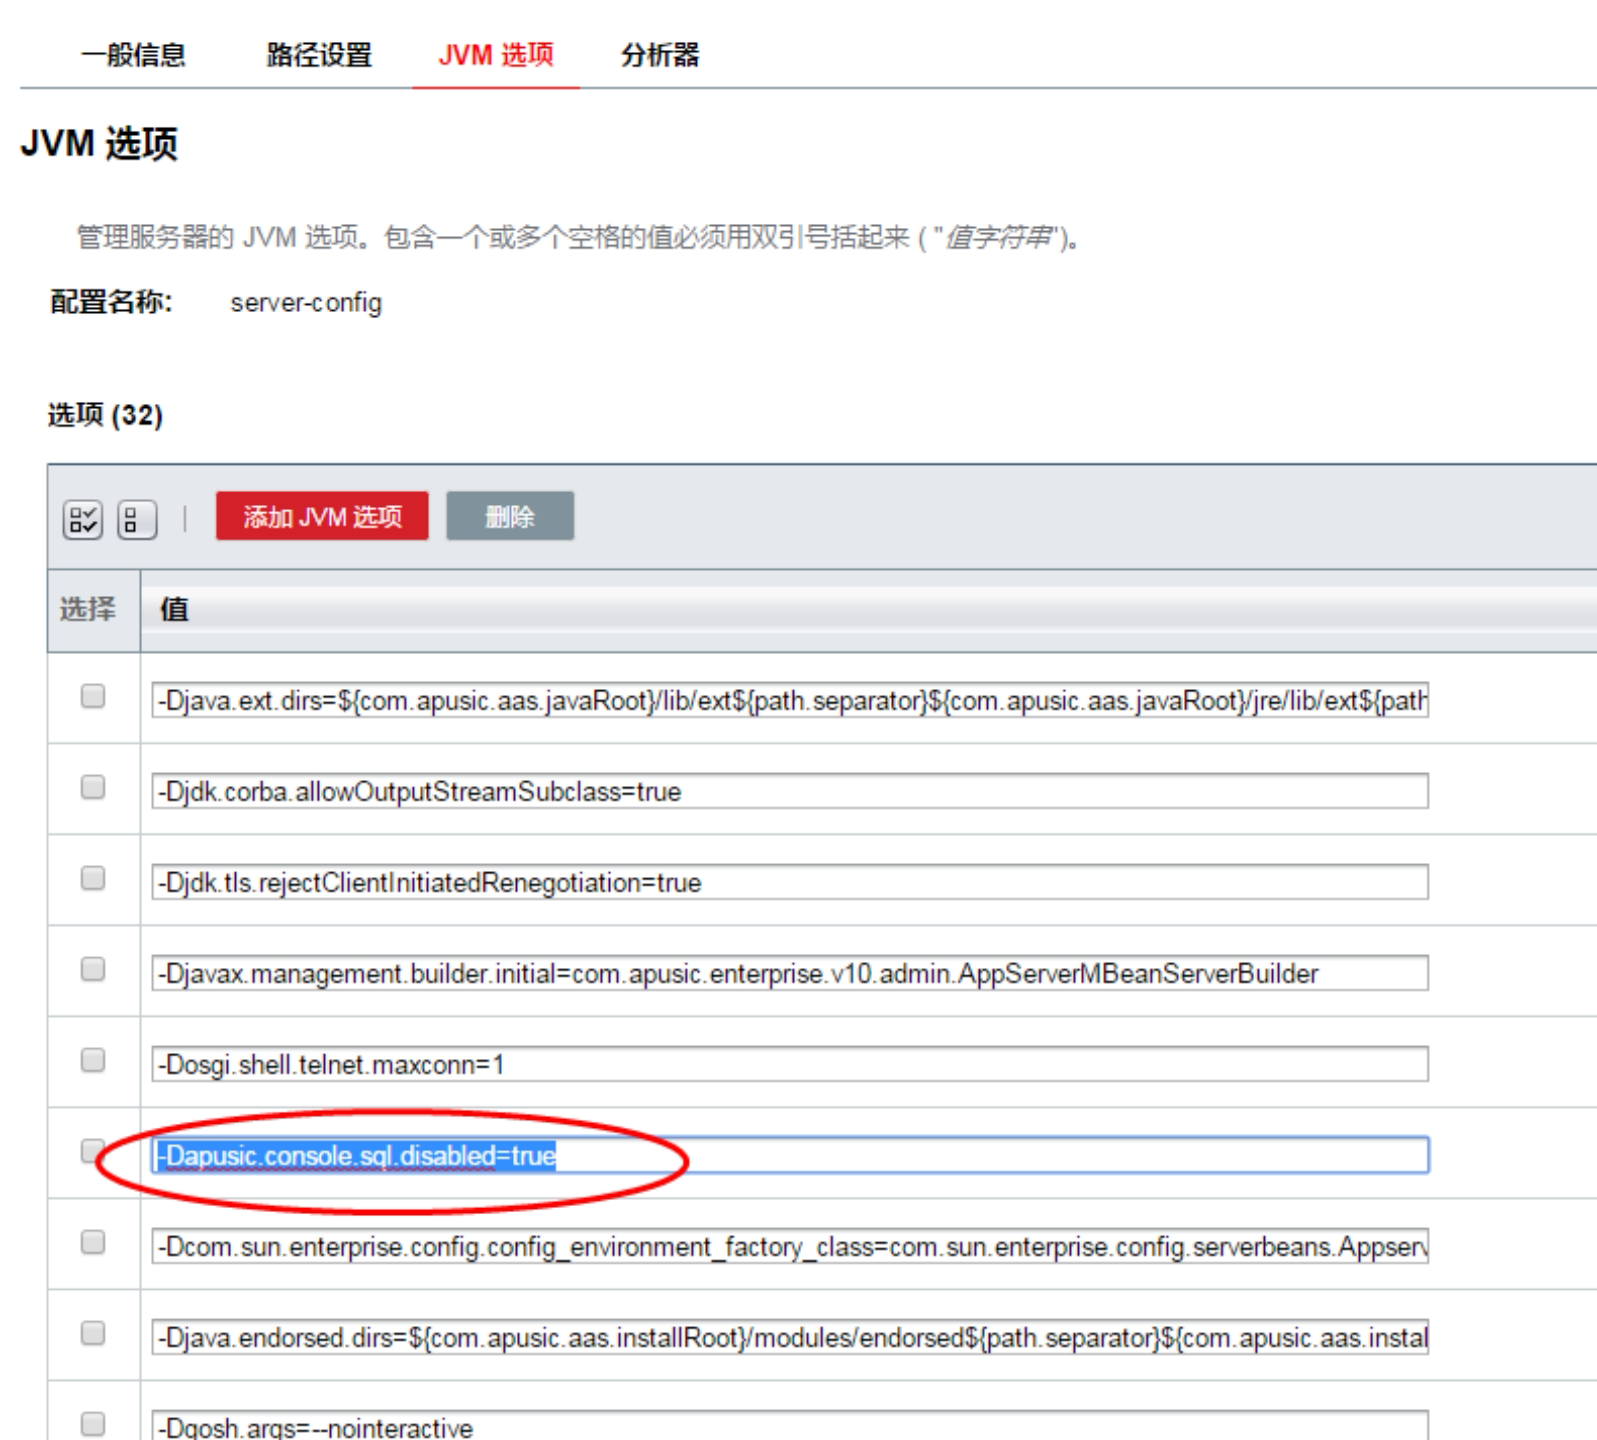 一般信息 路径设置 JVM 选项 分析器
JVM 选项
管理服务器的 JVM 选项。包含一个或多个空格的值必须用双引号括起来 ( "值字符串")。
配置名称: server-config
选项 (32)
添加 JVM 选项 删除
选择 值
-Djava.ext.dirs=${com.apusic.aas.javaRoot}/lib/ext${path.separator}${com.apusic.aas.javaRoot}/jre/lib/ext${path
-Djdk.corba.allowOutputStreamSubclass=true
-Djdk.tls.rejectClientInitiatedRenegotiation=true
-Djavax.management.builder.initial=com.apusic.enterprise.v10.admin.AppServerMBeanServerBuilder
-Dosgi.shell.telnet.maxconn=1
-Dapusic.console.sql.disabled=true
-Dcom.sun.enterprise.config.config_environment_factory_class=com.sun.enterprise.config.serverbeans.Appserv
-Djava.endorsed.dirs=${com.apusic.aas.installRoot}/modules/endorsed${path.separator}${com.apusic.aas.instal
-Dgosh.args=--nointeractive